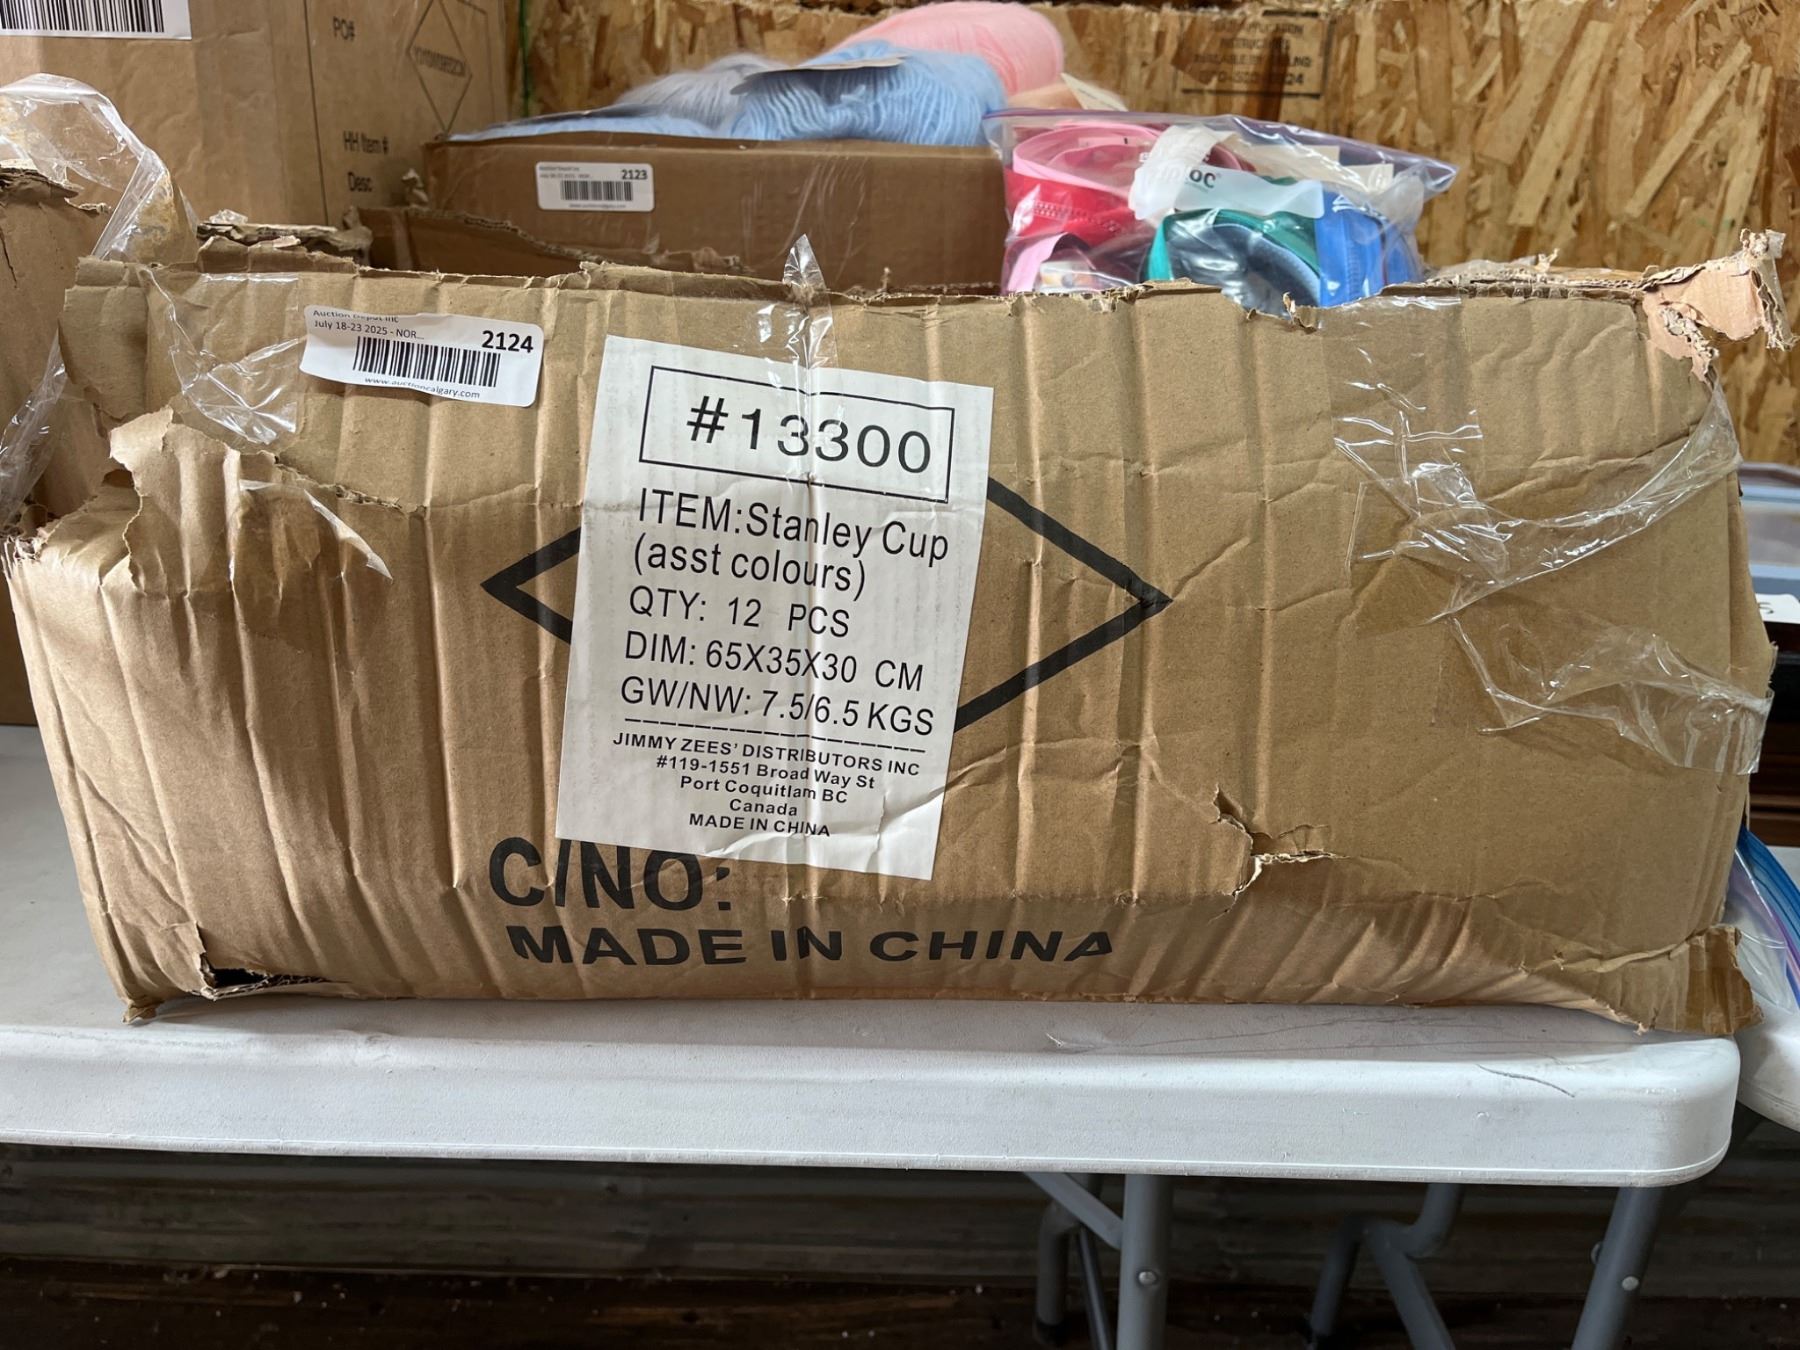 PO#
HH Item #
Desc
2123
Auction Depot Inc
July 18-23 2025 - NOR...
2124
www.auctioncalgary.com
#13300
ITEM:Stanley Cup
(asst colours)
QTY: 12 PCS
DIM: 65X35X30 CM
GW/NW: 7.5/6.5 KGS
JIMMY ZEES' DISTRIBUTORS INC
#119-1551 Broad Way St
Port Coquitlam BC
Canada
MADE IN CHINA
C/NO:
MADE IN CHINA